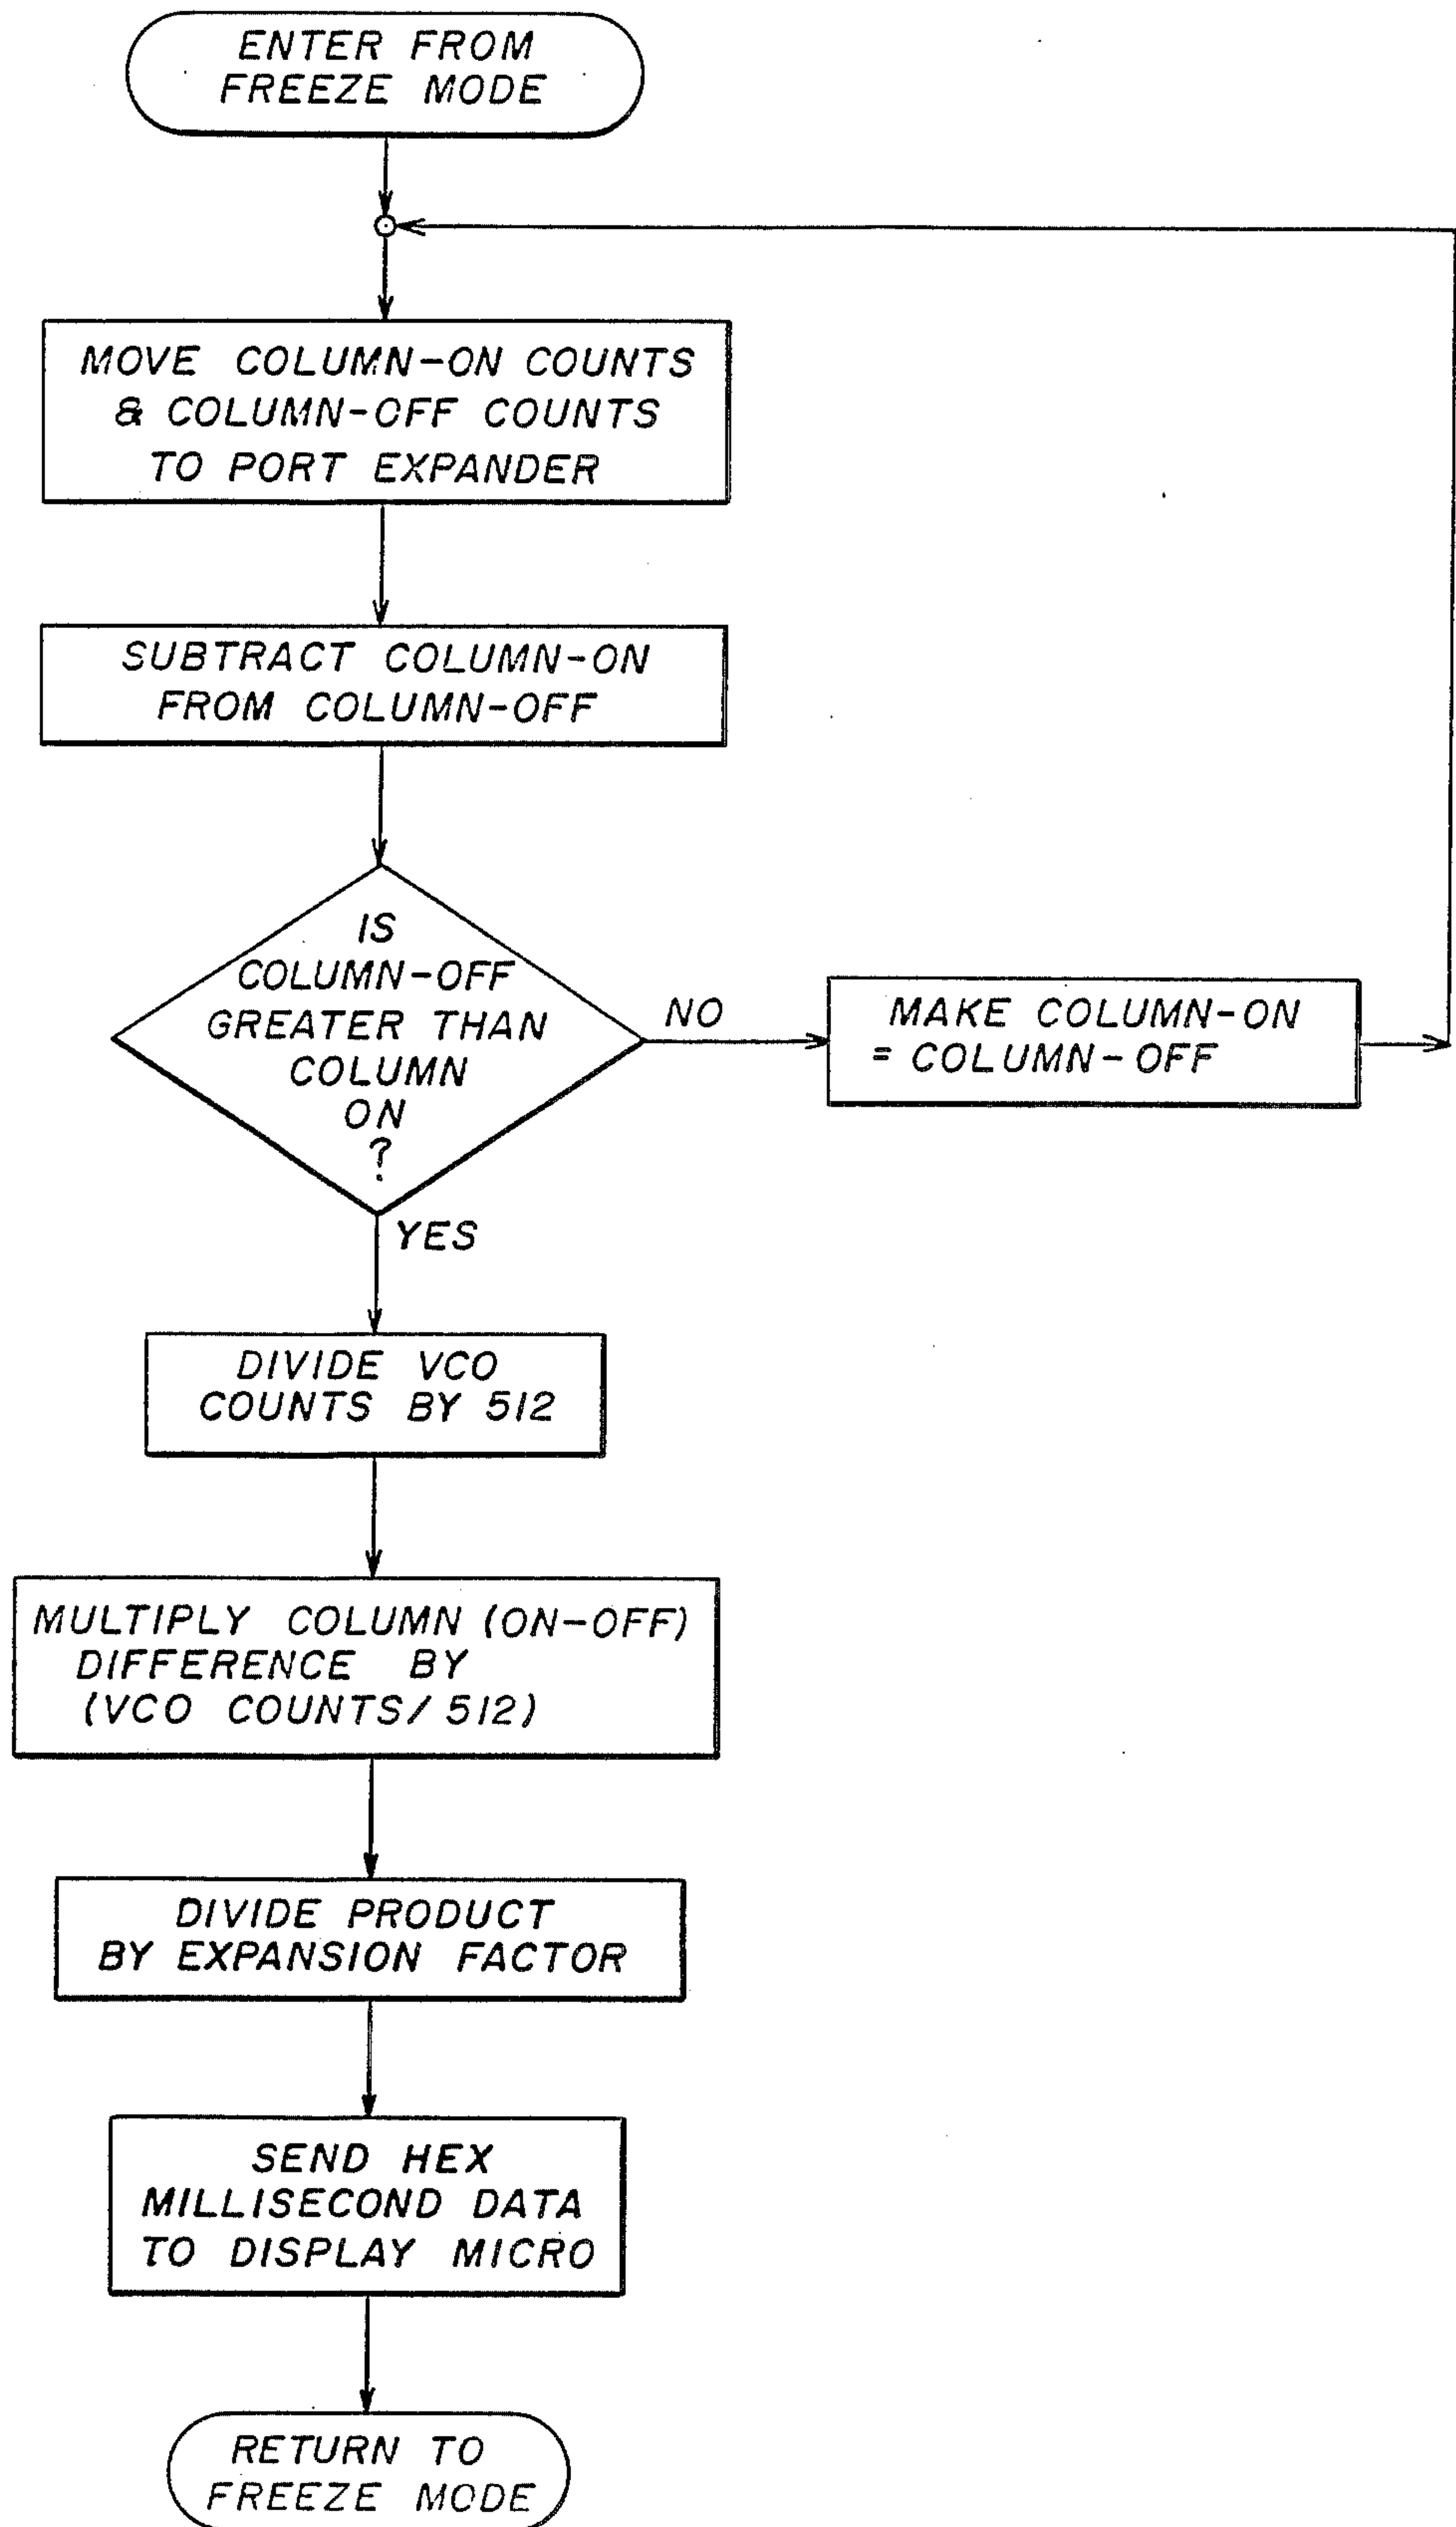 ENTER FROM
FREEZE MODE
MOVE COLUMN-ON COUNTS
& COLUMN-OFF COUNTS
TO PORT EXPANDER
SUBTRACT COLUMN-ON
FROM COLUMN-OFF
IS
COLUMN-OFF
GREATER THAN
COLUMN
ON
?
NO
MAKE COLUMN-ON
= COLUMN-OFF
YES
DIVIDE VCO
COUNTS BY 512
MULTIPLY COLUMN (ON-OFF)
DIFFERENCE BY
(VCO COUNTS/512)
DIVIDE PRODUCT
BY EXPANSION FACTOR
SEND HEX
MILLISECOND DATA
TO DISPLAY MICRO
RETURN TO
FREEZE MODE